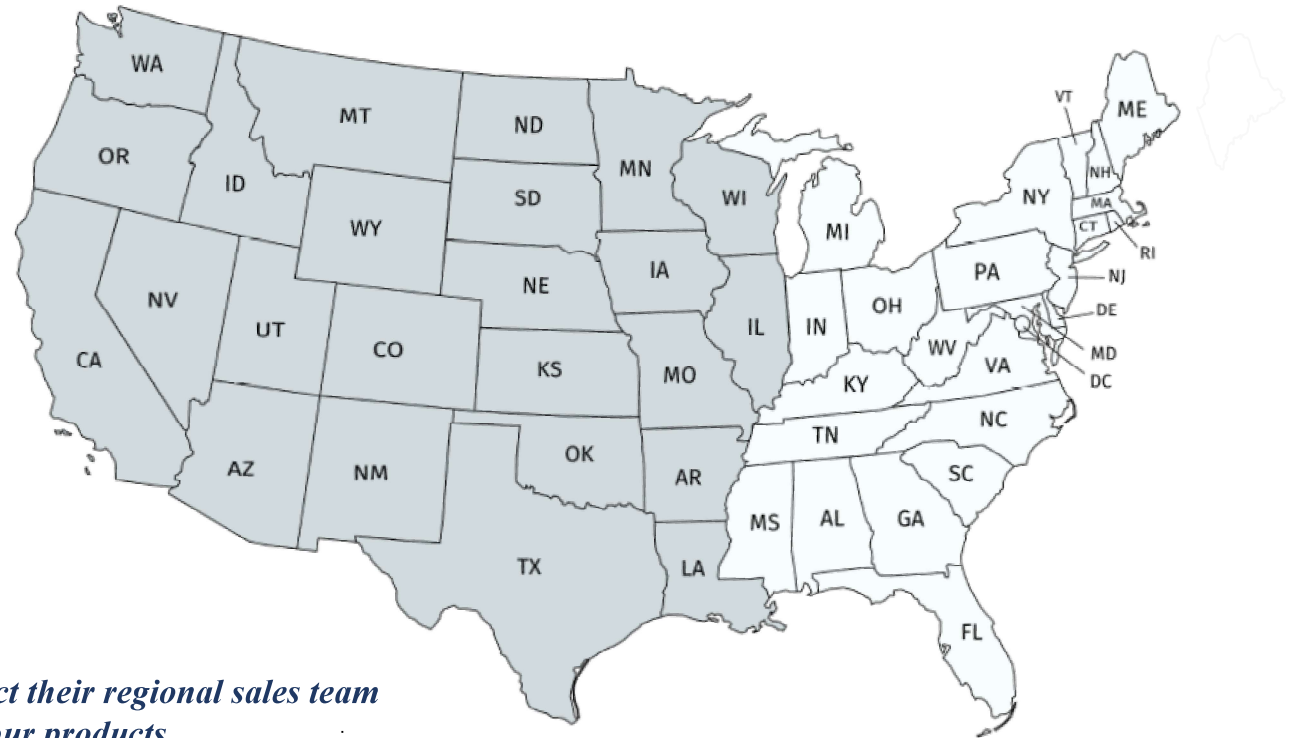 WA
MT
ND
MN
OR
ID
SD
WI
WY
MI
VT
ME
NH
NY
MA
CT
RI
NV
UT
NE
IA
PA
NJ
CA
CO
KS
IL
IN
OH
DE
MO
WV
VA
MD
KY
DC
AZ
NM
OK
AR
TN
NC
SC
MS
AL
GA
TX
LA
FL
ct their regional sales team
our products